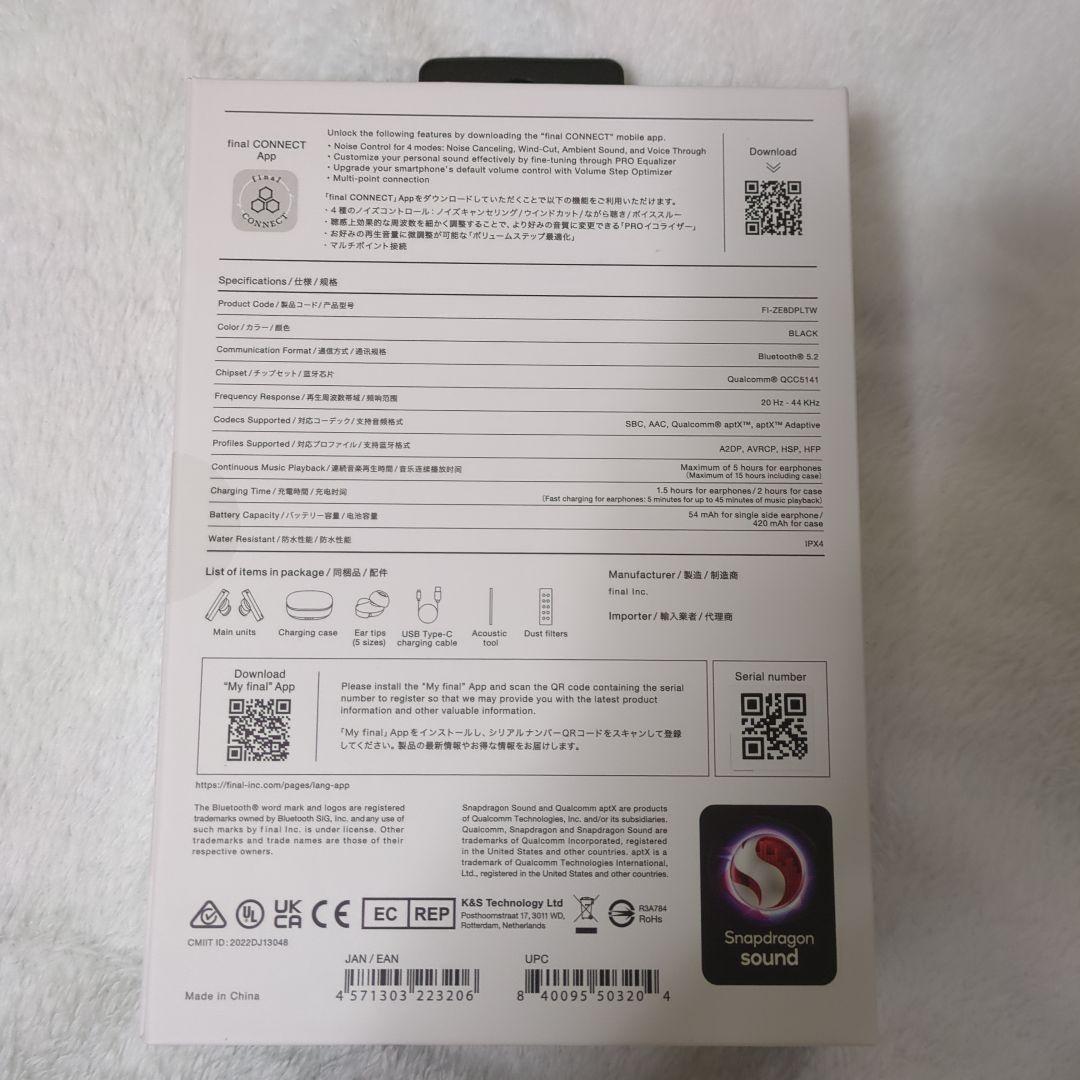 final CONNECT
App
final
CONNECT
Unlock the following features by downloading the "final CONNECT" mobile app.
・Noise Control for 4 modes: Noise Canceling, Wind-Cut, Ambient Sound, and Voice Through
・Customize your personal sound effectively by fine-tuning through PRO Equalizer
・Upgrade your smartphone's default volume control with Volume Step Optimizer
・Multi-point connection
「final CONNECT」Appをダウンロードしていただくことで以下の機能をご利用いただけます。
・4種のノイズコントロール：ノイズキャンセリング/ウインドカット/ながら聴き/ボイススルー
・聴感上効果的な周波数を細かく調整することで、より好みの音質に変更できる「PROイコライザー」
・お好みの再生音量に微調整が可能な「ボリュームステップ最適化」
・マルチポイント接続
Download
Specifications/仕様/规格
Product Code/製品コード/产品型号 FI-ZE8DPLTW
Color/カラー/颜色 BLACK
Communication Format/通信方式/通讯规格 Bluetooth® 5.2
Chipset/チップセット/蓝牙芯片 Qualcomm® QCC5141
Frequency Response/再生周波数帯域/频响范围 20 Hz - 44 KHz
Codecs Supported/対応コーデック/支持音频格式 SBC, AAC, Qualcomm® aptX™, aptX™ Adaptive
Profiles Supported/対応プロファイル/支持蓝牙格式 A2DP, AVRCP, HSP, HFP
Continuous Music Playback/連続音楽再生時間/音乐连续播放时间 Maximum of 5 hours for earphones
(Maximum of 15 hours including case)
Charging Time/充電時間/充电时间 1.5 hours for earphones/2 hours for case
(Fast charging for earphones: 5 minutes for up to 45 minutes of music playback)
Battery Capacity/バッテリー容量/电池容量 54 mAh for single side earphone/
420 mAh for case
Water Resistant/防水性能/防水性能 IPX4
List of items in package/同梱品/配件
Main units
Charging case
Ear tips
(5 sizes)
USB Type-C
charging cable
Acoustic
tool
Dust filters
Manufacturer/製造/制造商
final Inc.
Importer/輸入業者/代理商
Download
"My final" App
Please install the "My final" App and scan the QR code containing the serial
number to register so that we may provide you with the latest product
information and other valuable information.
「My final」Appをインストールし、シリアルナンバーQRコードをスキャンして登録
してください。製品の最新情報やお得な情報をお届けします。
Serial number
https://final-inc.com/pages/lang-app
The Bluetooth® word mark and logos are registered
trademarks owned by Bluetooth SIG, Inc. and any use of
such marks by final Inc. is under license. Other
trademarks and trade names are those of their
respective owners.
Snapdragon Sound and Qualcomm aptX are products
of Qualcomm Technologies, Inc. and/or its subsidiaries.
Qualcomm, Snapdragon and Snapdragon Sound are
trademarks of Qualcomm Incorporated, registered
in the United States and other countries. aptX is a
trademark of Qualcomm Technologies International,
Ltd., registered in the United States and other countries.
Snapdragon
sound
UL
UK
CA
CE
EC REP
K&S Technology Ltd
Posthoornstraat 17, 3011 WD,
Rotterdam, Netherlands
R3A784
RoHs
CMIIT ID: 2022DJ13048
JAN / EAN
4 571303 223206
UPC
8 40095 50320 4
Made in China